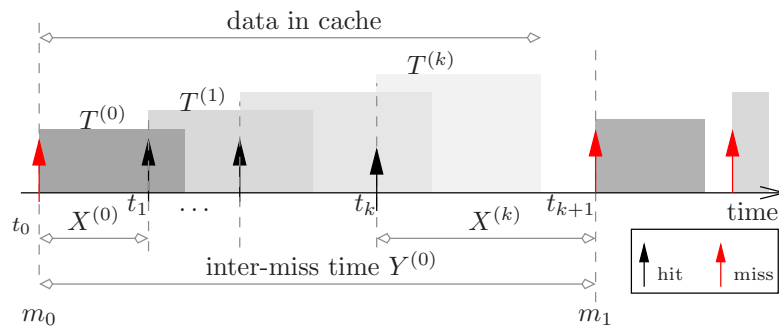 data in cache
T^(k)
T^(0) T^(1)
t_0 t_1 ... t_k t_{k+1} time
X^(0) X^(k)
hit miss
inter-miss time Y^(0)
m_0 m_1